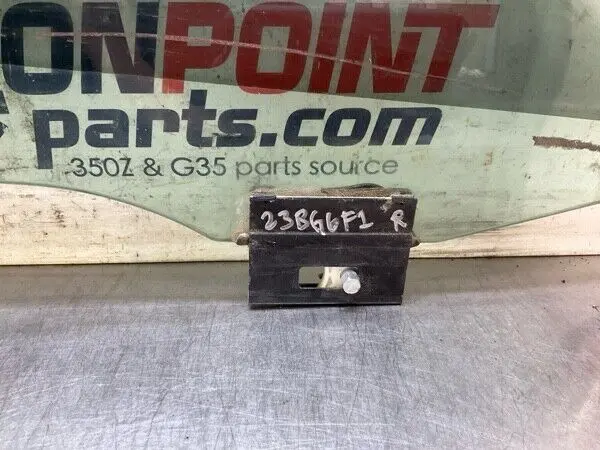 ONPOINT
parts.com
350Z & G35 parts source
23BG6F1 R